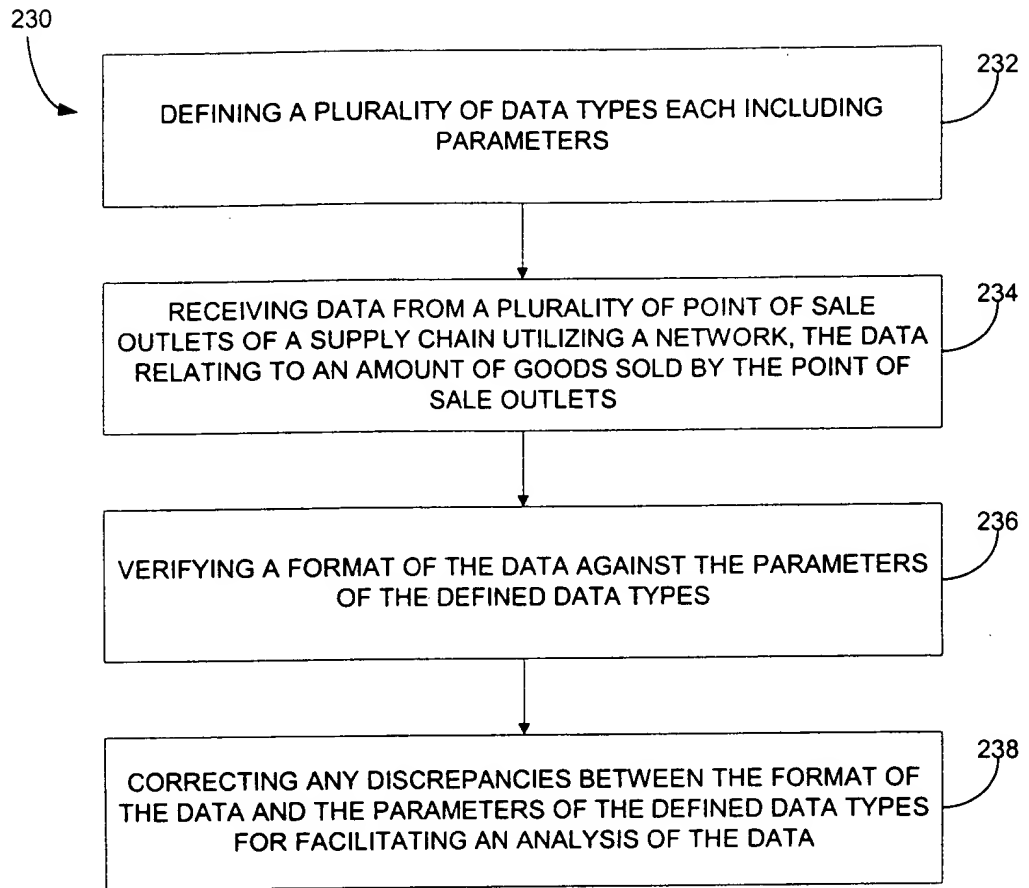 230
232
DEFINING A PLURALITY OF DATA TYPES EACH INCLUDING
PARAMETERS
234
RECEIVING DATA FROM A PLURALITY OF POINT OF SALE
OUTLETS OF A SUPPLY CHAIN UTILIZING A NETWORK, THE DATA
RELATING TO AN AMOUNT OF GOODS SOLD BY THE POINT OF
SALE OUTLETS
236
VERIFYING A FORMAT OF THE DATA AGAINST THE PARAMETERS
OF THE DEFINED DATA TYPES
238
CORRECTING ANY DISCREPANCIES BETWEEN THE FORMAT OF
THE DATA AND THE PARAMETERS OF THE DEFINED DATA TYPES
FOR FACILITATING AN ANALYSIS OF THE DATA